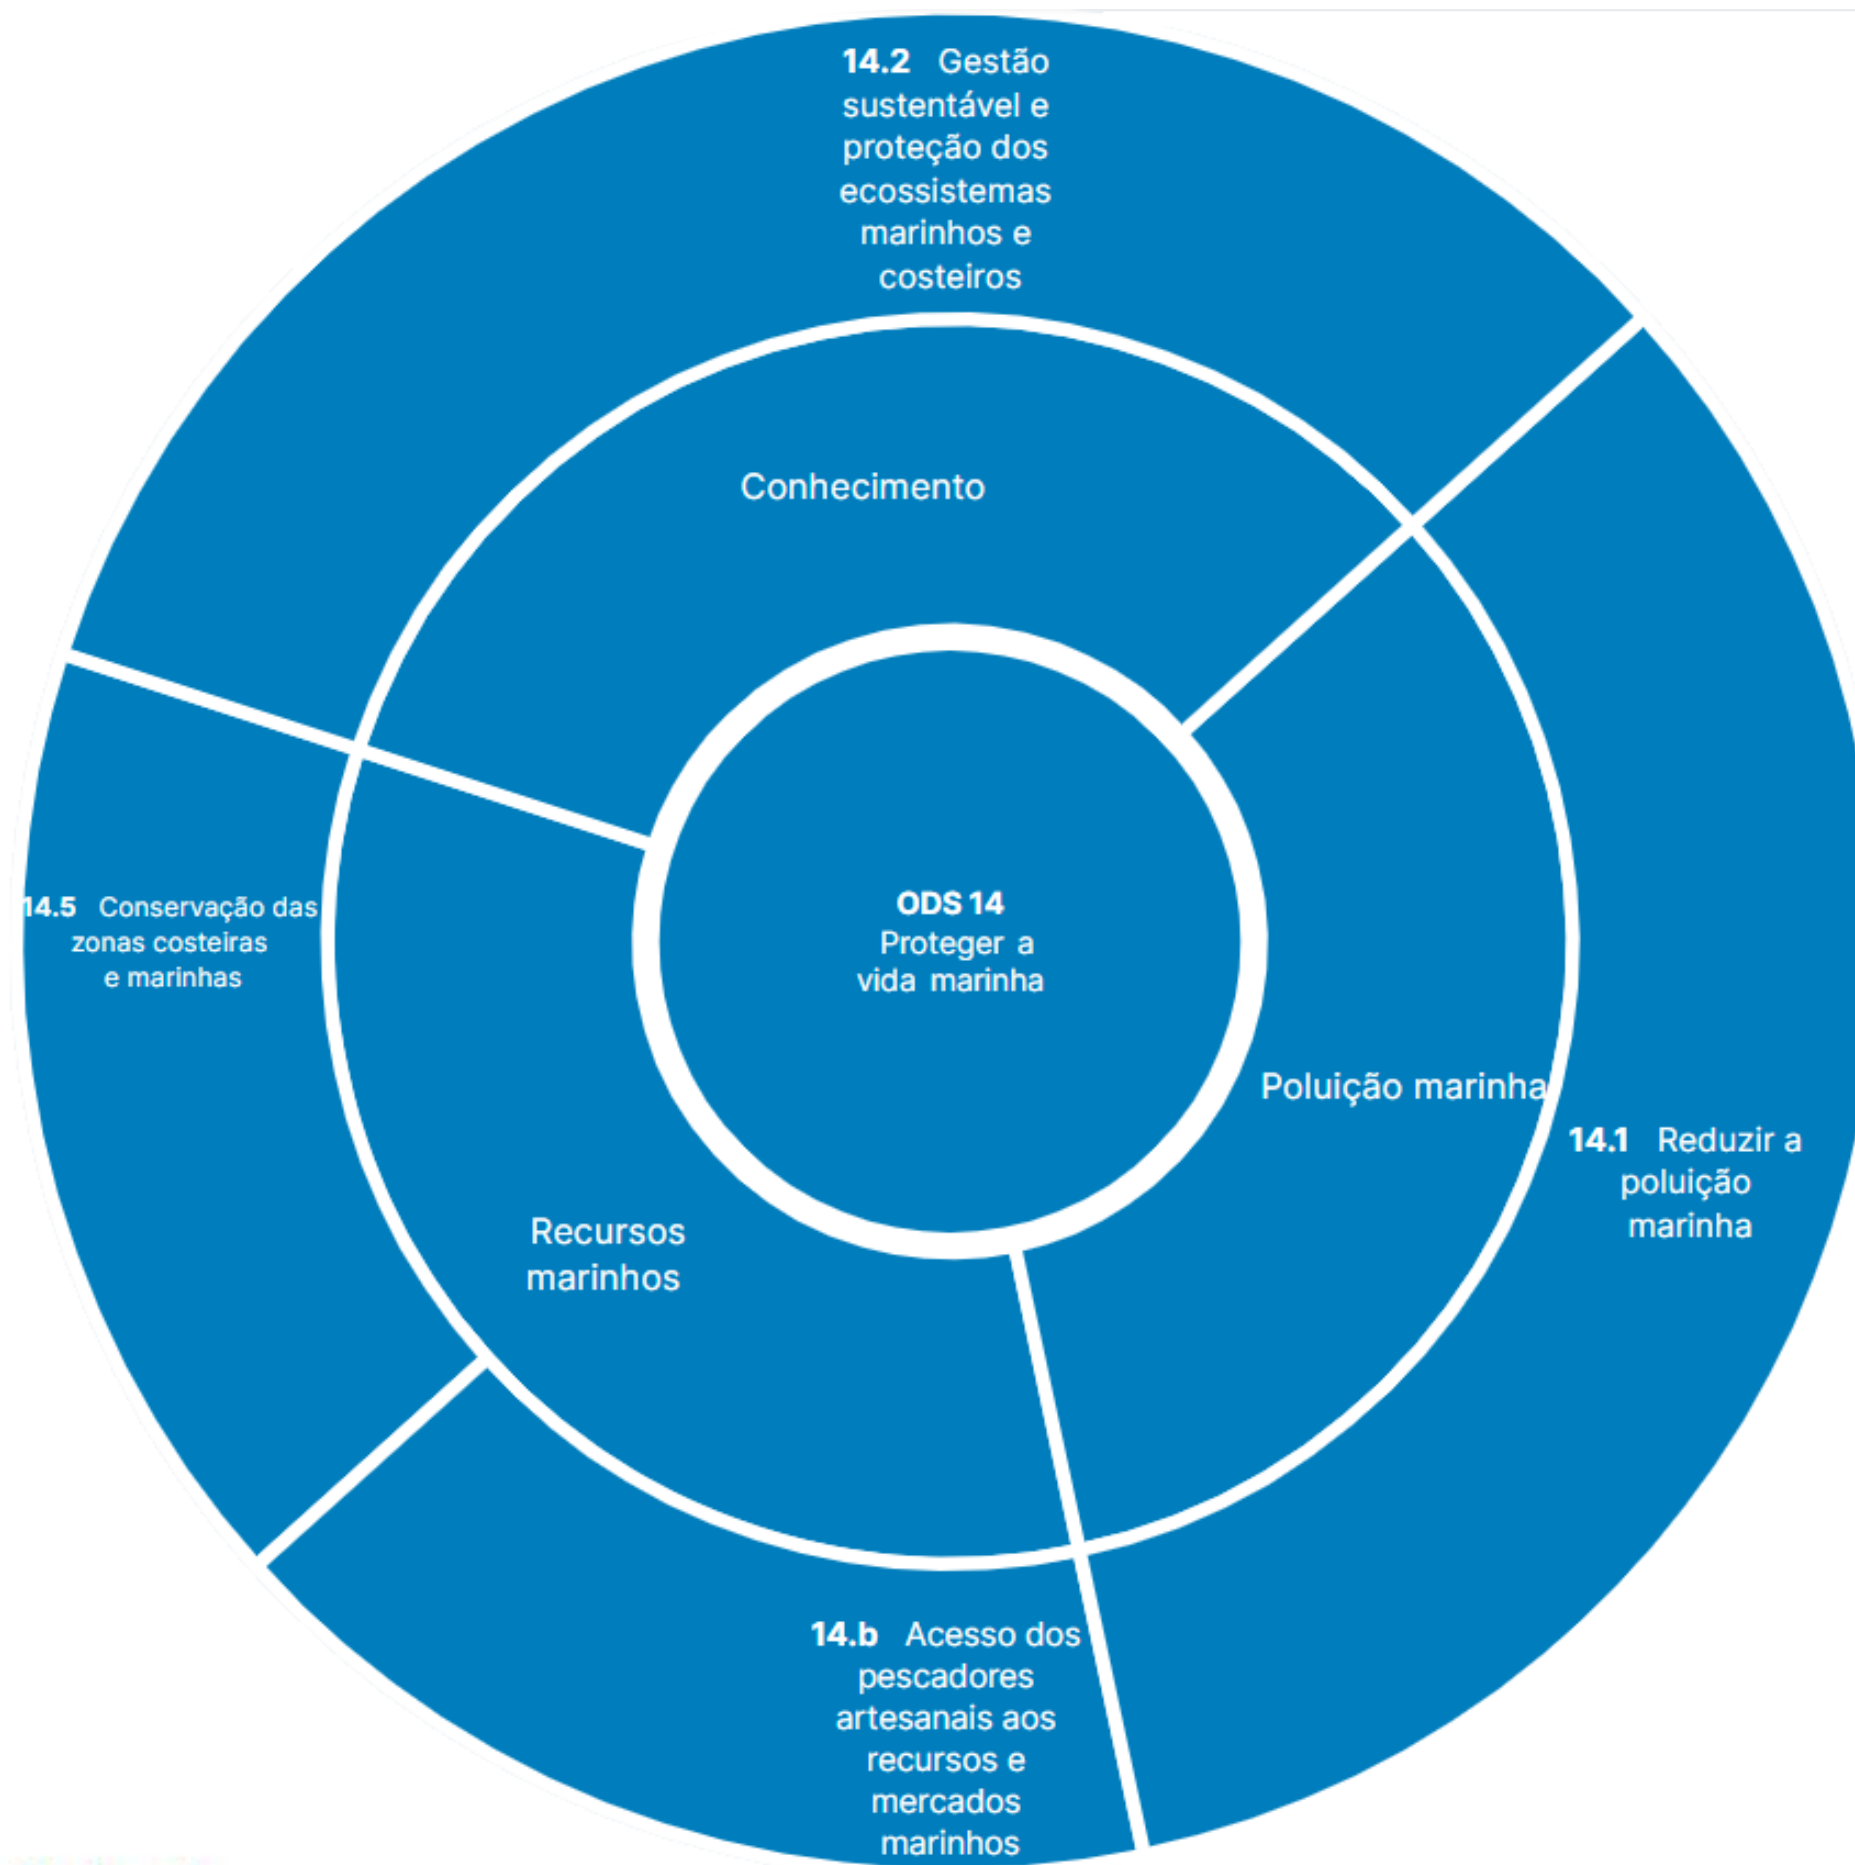 14.2 Gestão
sustentável e
proteção dos
ecossistemas
marinhos e
costeiros
Conhecimento
14.5 Conservação das
zonas costeiras
e marinhas
ODS 14
Proteger a
vida marinha
Poluição marinha
14.1 Reduzir a
poluição
marinha
Recursos
marinhos
14.b Acesso dos
pescadores
artesanais aos
recursos e
mercados
marinhos